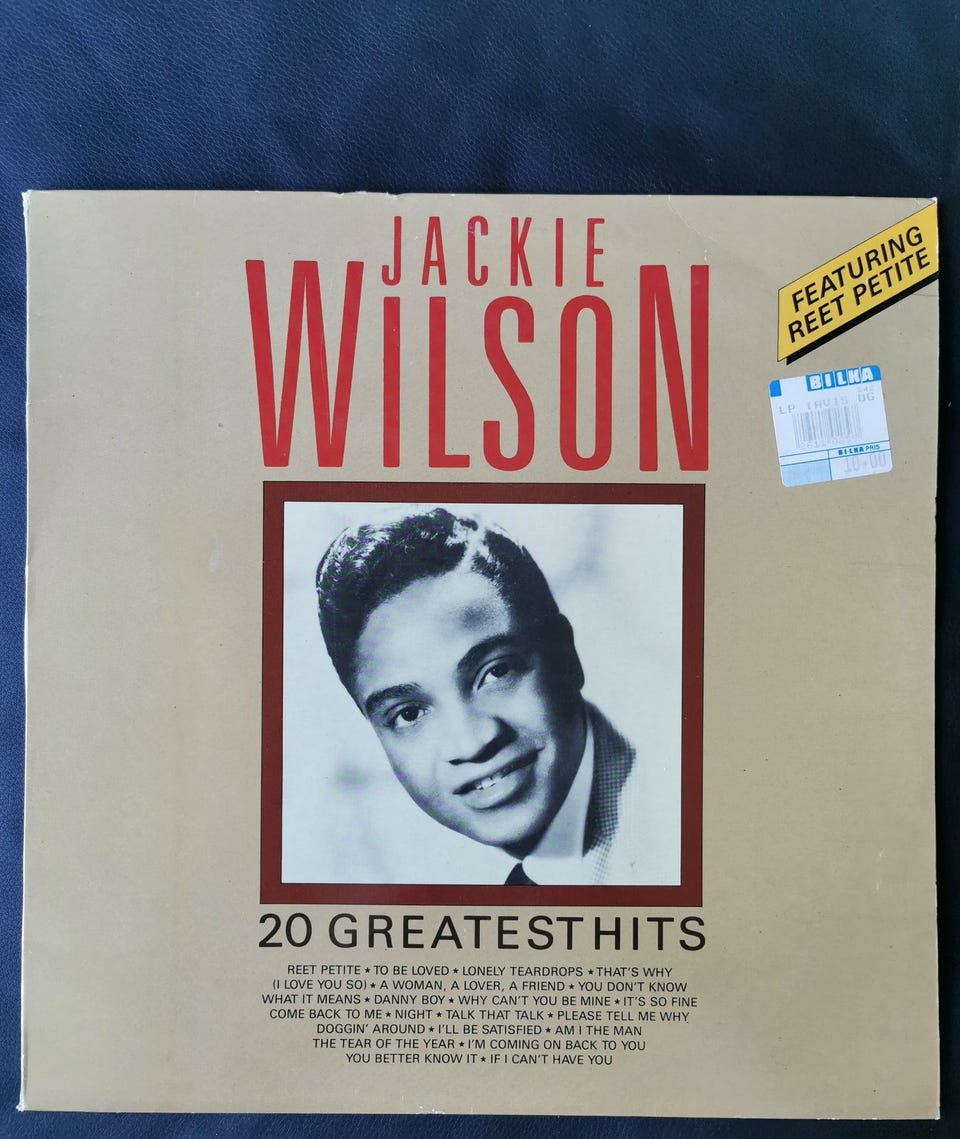 JACKIE
WILSON
FEATURING
REET PETITE
BILKA
LP
UG
BILKA PRIS
10.00
20 GREATEST HITS
REET PETITE ★ TO BE LOVED ★ LONELY TEARDROPS ★ THAT'S WHY
(I LOVE YOU SO) ★ A WOMAN, A LOVER, A FRIEND ★ YOU DON'T KNOW
WHAT IT MEANS ★ DANNY BOY ★ WHY CAN'T YOU BE MINE ★ IT'S SO FINE
COME BACK TO ME ★ NIGHT ★ TALK THAT TALK ★ PLEASE TELL ME WHY
DOGGIN' AROUND ★ I'LL BE SATISFIED ★ AM I THE MAN
THE TEAR OF THE YEAR ★ I'M COMING ON BACK TO YOU
YOU BETTER KNOW IT ★ IF I CAN'T HAVE YOU